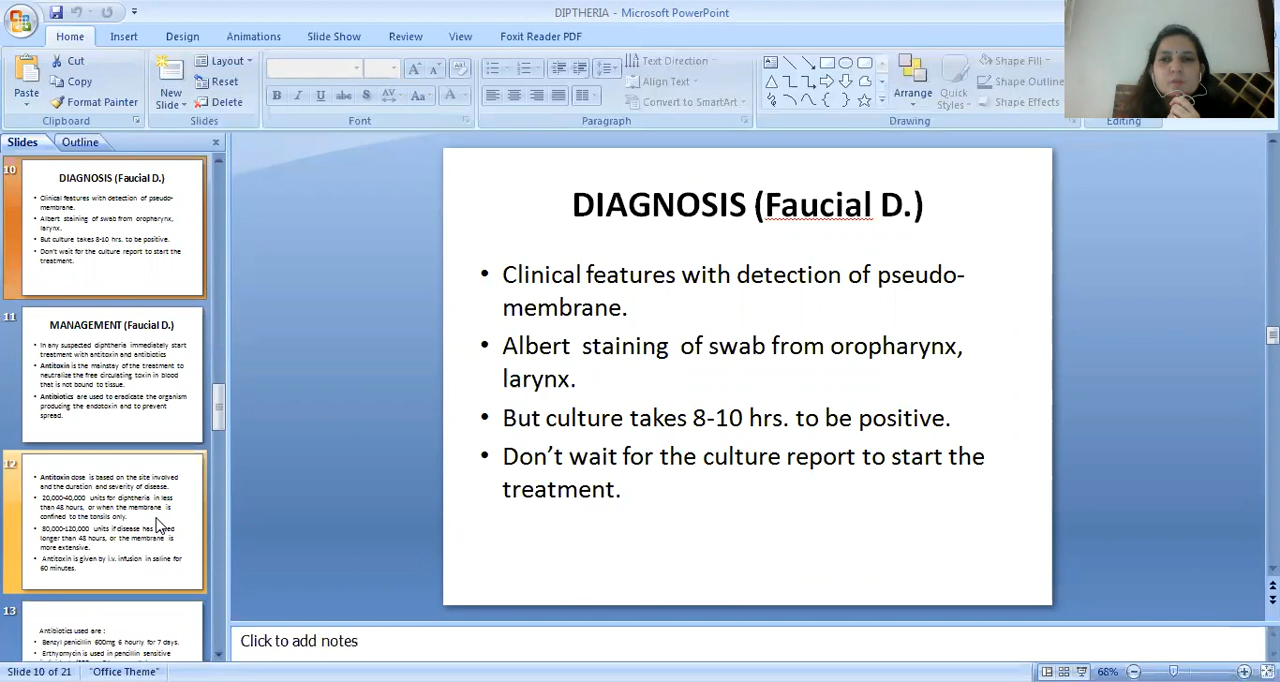 DIPTHERIA - Microsoft PowerPoint
Home Insert Design Animations Slide Show Review View Foxit Reader PDF
Paste
Cut
Copy
Format Painter
Clipboard
New
Slide
Layout
Reset
Delete
Slides
B I U abc S AV Aa A
Font
Text Direction
Align Text
Convert to SmartArt
Paragraph
Arrange
Quick
Styles
Shape Fill
Shape Outline
Shape Effects
Drawing
Editing
Slides Outline
10
DIAGNOSIS (Faucial D.)
• Clinical features with detection of pseudo-
membrane.
• Albert staining of swab from oropharynx,
larynx.
• But culture takes 8-10 hrs. to be positive.
• Don't wait for the culture report to start the
treatment.
11
MANAGEMENT (Faucial D.)
• In any suspected diphtheria immediately start
treatment with antitoxin and antibiotics
• Antitoxin is the mainstay of the treatment to
neutralize the free circulating toxin in blood
that is not bound to tissue.
• Antibiotics are used to eradicate the organism
producing the endotoxin and to prevent
spread.
12
• Antitoxin dose is based on the site involved
and the duration and severity of disease.
• 20,000-40,000 units for diphtheria in less
than 48 hours, or when the membrane is
confined to the tonsils only.
• 80,000-120,000 units if disease has
longer than 48 hours, or the membrane is
more extensive.
• Antitoxin is given by i.v. infusion in saline for
60 minutes.
13
Antibiotics used are :
• Benzyl penicillin 600mg 6 hourly for 7 days.
• Erthyomycin is used in pencillin sensitive
DIAGNOSIS (Faucial D.)
• Clinical features with detection of pseudo-
membrane.
• Albert staining of swab from oropharynx,
larynx.
• But culture takes 8-10 hrs. to be positive.
• Don't wait for the culture report to start the
treatment.
Click to add notes
Slide 10 of 21 "Office Theme" 68%